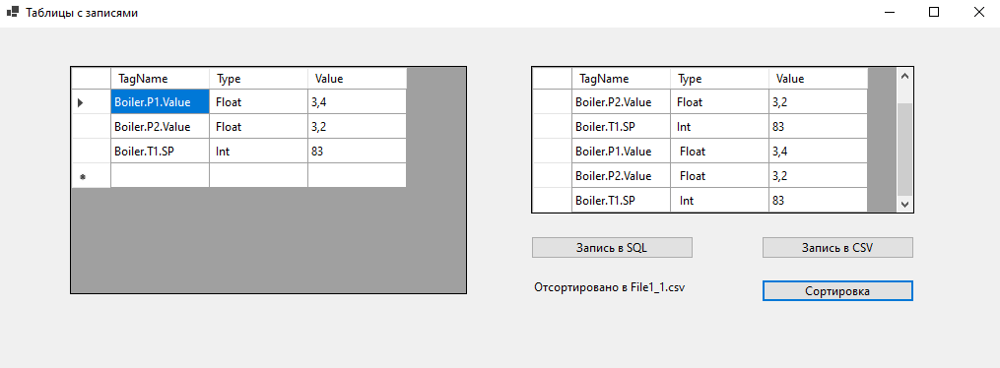 Таблицы с записями
TagName Type Value
Boiler.P1.Value Float 3,4
Boiler.P2.Value Float 3,2
Boiler.T1.SP Int 83
TagName Type Value
Boiler.P2.Value Float 3,2
Boiler.T1.SP Int 83
Boiler.P1.Value Float 3,4
Boiler.P2.Value Float 3,2
Boiler.T1.SP Int 83
Запись в SQL Запись в CSV
Отсортировано в File1_1.csv Сортировка